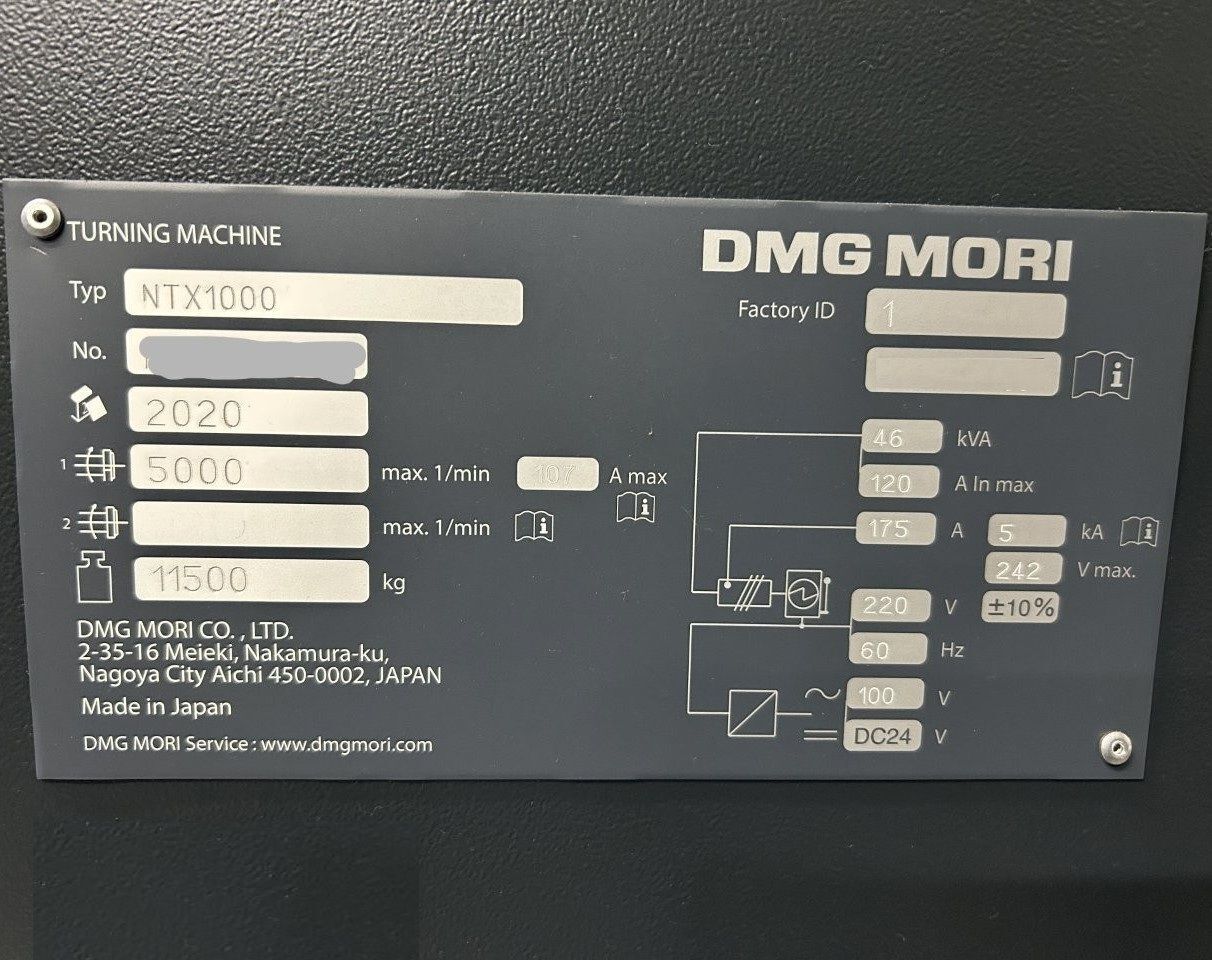 TURNING MACHINE
DMG MORI
Typ NTX1000
Factory ID 1
No.
2020
1 5000 max. 1/min 107 A max
2 max. 1/min
11500 kg
46 kVA
120 A In max
175 A 5 kA
242 V max.
220 V ±10%
60 Hz
100 V
DC24 V
DMG MORI CO. , LTD.
2-35-16 Meieki, Nakamura-ku,
Nagoya City Aichi 450-0002, JAPAN
Made in Japan
DMG MORI Service : www.dmgmori.com